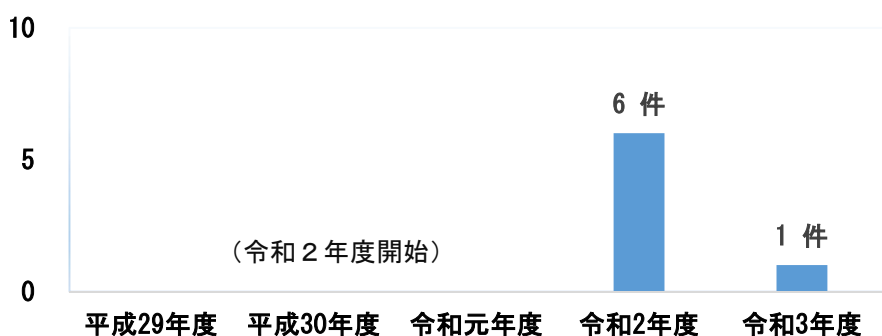 10
6 件
5
1 件
（令和２年度開始）
0
平成29年度 平成30年度 令和元年度 令和2年度 令和3年度